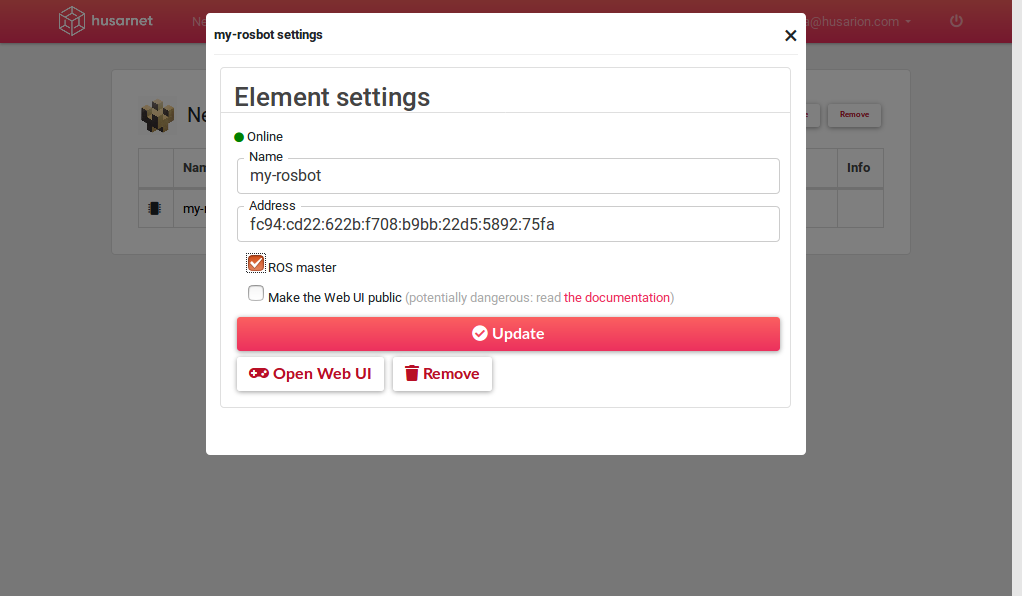 husarnet
Ne
@husarion.com
my-rosbot settings
Ne
Remove
Element settings
Online
Name
my-rosbot
Address
fc94:cd22:622b:f708:b9bb:22d5:5892:75fa
Info
ROS master
Make the Web UI public (potentially dangerous: read the documentation)
Update
Open Web UI
Remove